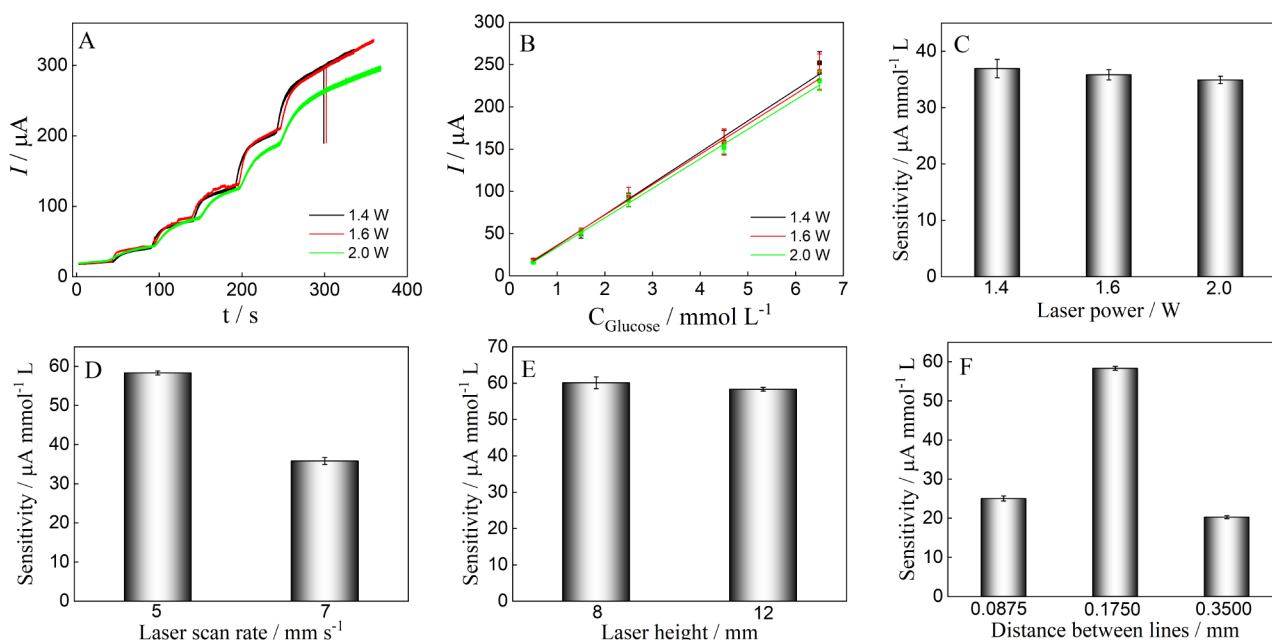 A
I / µA
300
200
100
0
0 100 200 300 400
t / s
1.4 W
1.6 W
2.0 W
B
I / µA
300
250
200
150
100
50
0
0 1 2 3 4 5 6 7
C_Glucose / mmol L⁻¹
1.4 W
1.6 W
2.0 W
C
Sensitivity / µA mmol⁻¹ L
40
30
20
10
0
1.4 1.6 2.0
Laser power / W
D
Sensitivity / µA mmol⁻¹ L
60
50
40
30
20
10
0
5 7
Laser scan rate / mm s⁻¹
E
Sensitivity / µA mmol⁻¹ L
70
60
50
40
30
20
10
0
8 12
Laser height / mm
F
Sensitivity / µA mmol⁻¹ L
60
50
40
30
20
10
0
0.0875 0.1750 0.3500
Distance between lines / mm